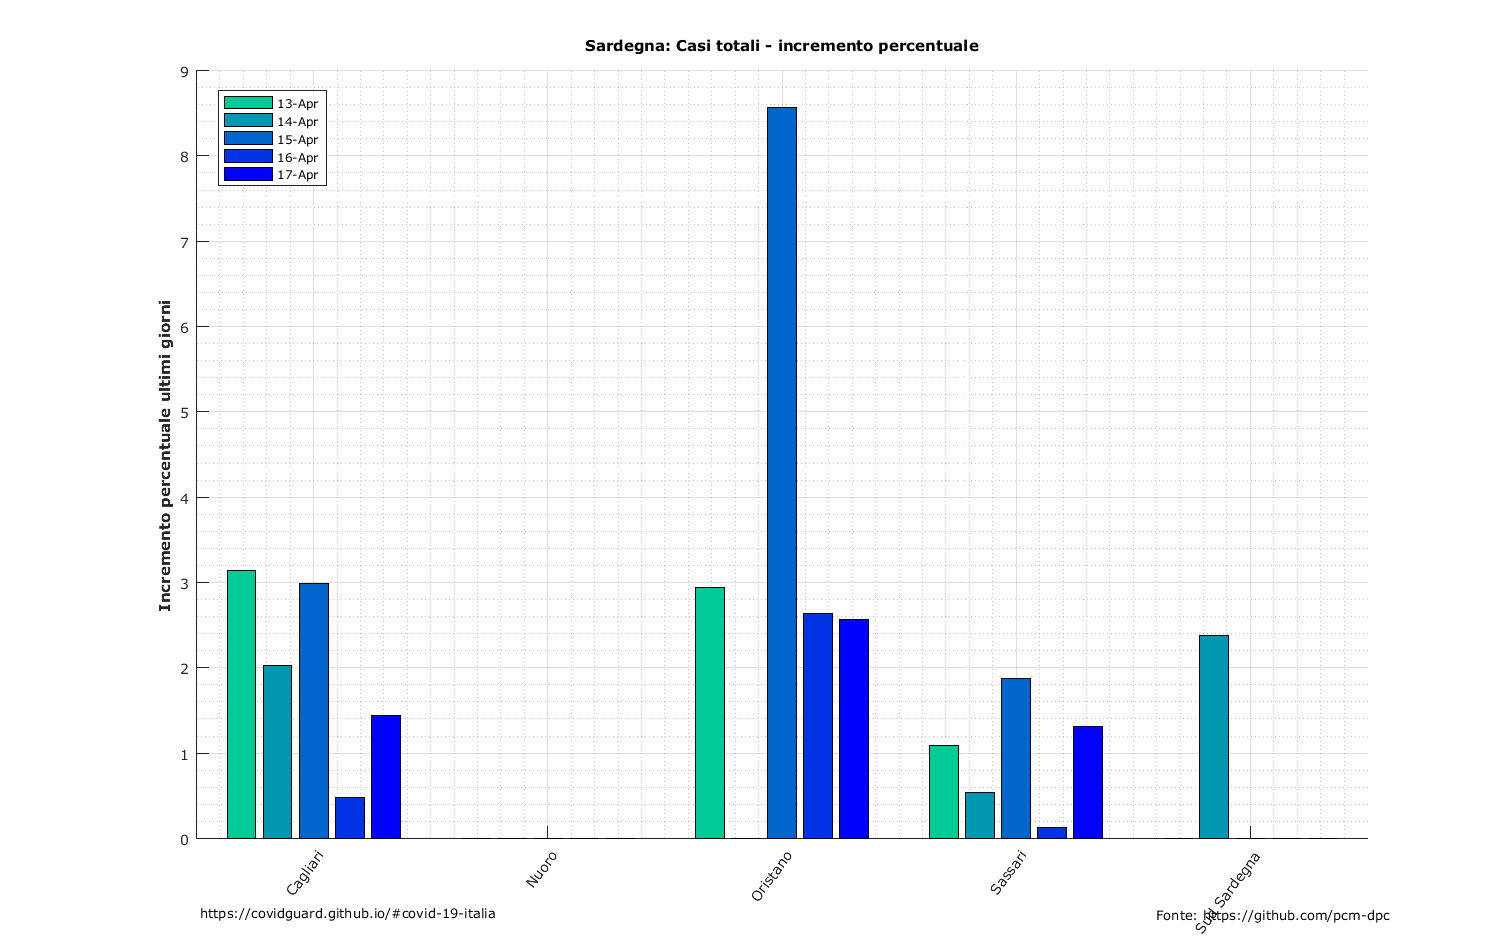 Sardegna: Casi totali - incremento percentuale
9
8
7
6
5
4
3
2
1
0
Incremento percentuale ultimi giorni
13-Apr
14-Apr
15-Apr
16-Apr
17-Apr
Cagliari
Nuoro
Oristano
Sassari
Sud Sardegna
https://covidguard.github.io/#covid-19-italia
Fonte: https://github.com/pcm-dpc